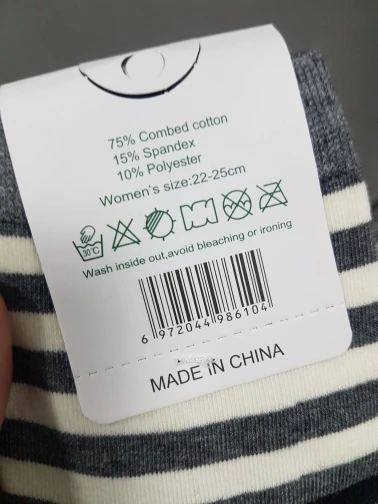 75% Combed cotton
15% Spandex
10% Polyester
Women's size:22-25cm
30°C
Wash inside out,avoid bleaching or ironing
6 972044 986104
MADE IN CHINA